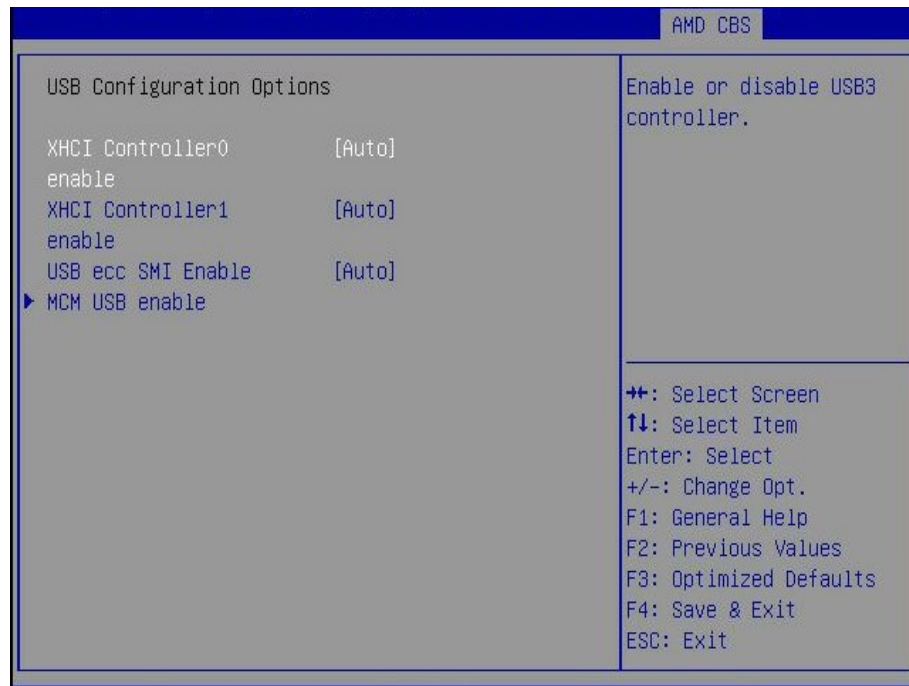 AMD CBS
USB Configuration Options
XHCI Controller0 [Auto]
enable
XHCI Controller1 [Auto]
enable
USB ecc SMI Enable [Auto]
MCM USB enable
Enable or disable USB3
controller.
→←: Select Screen
↑↓: Select Item
Enter: Select
+/-: Change Opt.
F1: General Help
F2: Previous Values
F3: Optimized Defaults
F4: Save & Exit
ESC: Exit